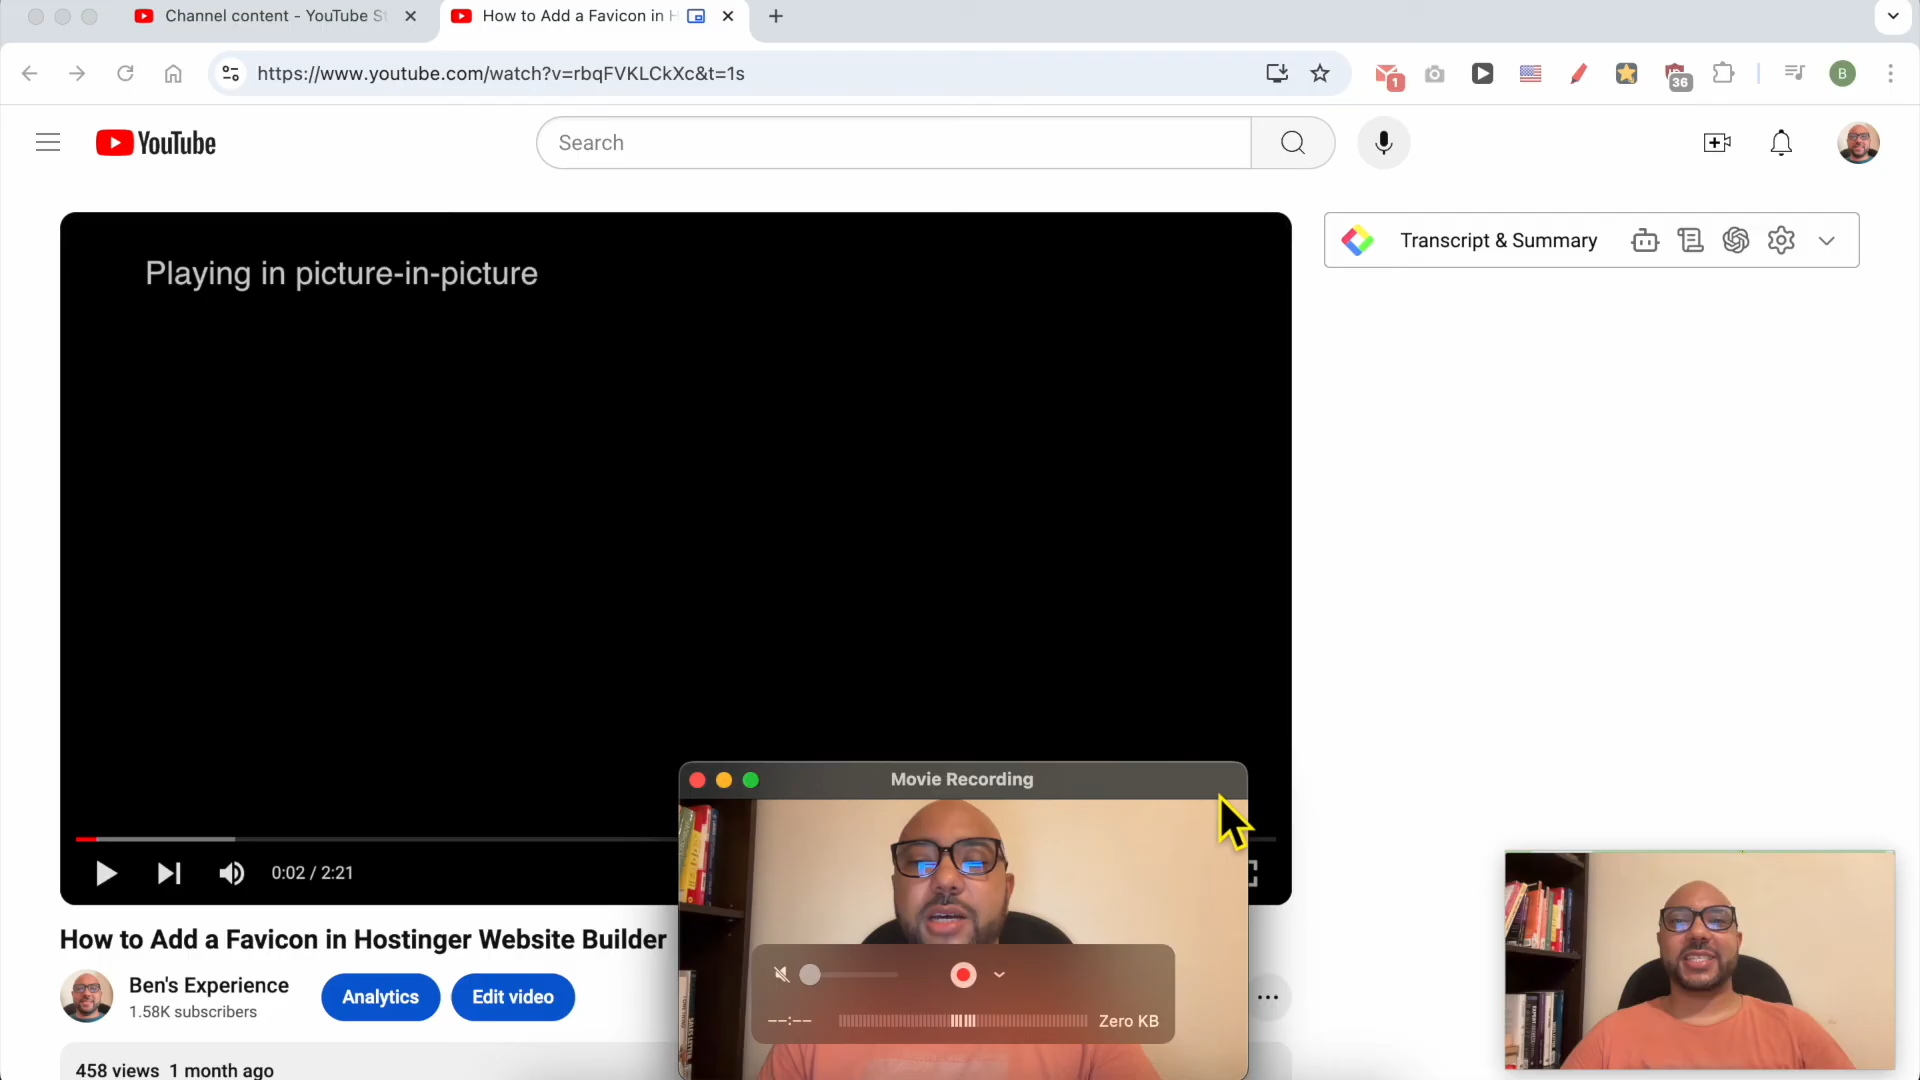 Channel content - YouTube St
How to Add a Favicon in H
https://www.youtube.com/watch?v=rbqFVKLCkXc&t=1s
1
36
B
YouTube
Search
Playing in picture-in-picture
Transcript & Summary
Movie Recording
0:02 / 2:21
How to Add a Favicon in Hostinger Website Builder
Ben's Experience
1.58K subscribers
Analytics
Edit video
--:--
Zero KB
458 views 1 month ago